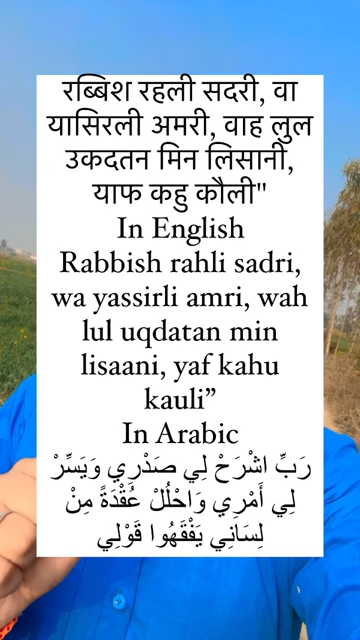 रब्बिश रहली सदरी, वा
यासिरली अमरी, वाह लुल
उकदतन मिन लिसानी,
याफ कहु कौली"
In English
Rabbish rahli sadri,
wa yassirli amri, wah
lul uqdatan min
lisaani, yaf kahu
kauli”
In Arabic
رَبِّ اشْرَحْ لِي صَدْرِي وَيَسِّرْ
لِي أَمْرِي وَاحْلُلْ عُقْدَةً مِنْ
لِسَانِي يَفْقَهُوا قَوْلِي